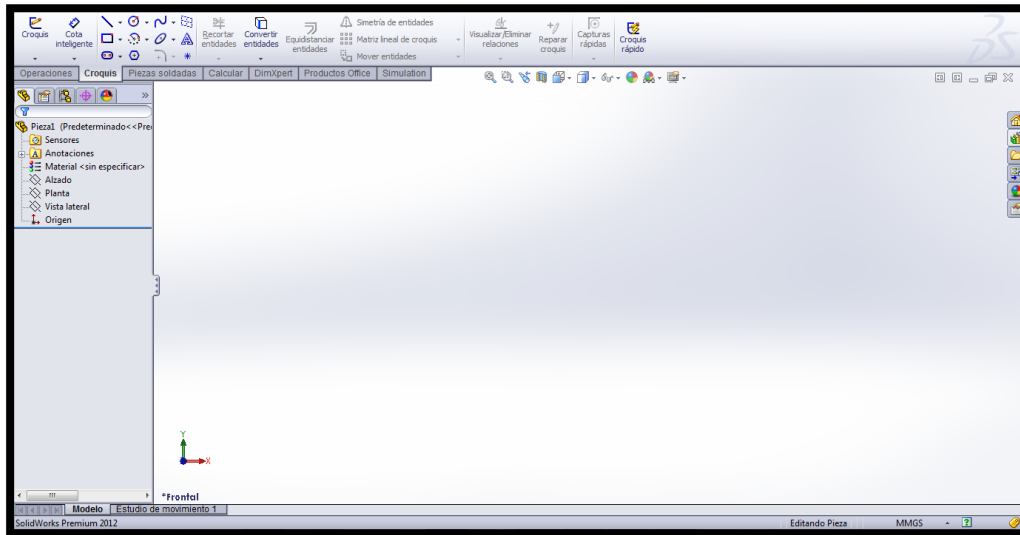 Croquis
Cota inteligente
Recortar entidades
Convertir entidades
Equidistanciar entidades
Simetría de entidades
Matriz lineal de croquis
Mover entidades
Visualizar/Eliminar relaciones
Reparar croquis
Capturas rápidas
Croquis rápido
Operaciones Croquis Piezas soldadas Calcular DimXpert Productos Office Simulation
Pieza1 (Predeterminado<<Pre
Sensores
Anotaciones
Material <sin especificar>
Alzado
Planta
Vista lateral
Origen
Y
X
*Frontal
Modelo Estudio de movimiento 1
SolidWorks Premium 2012 Editando Pieza MMGS